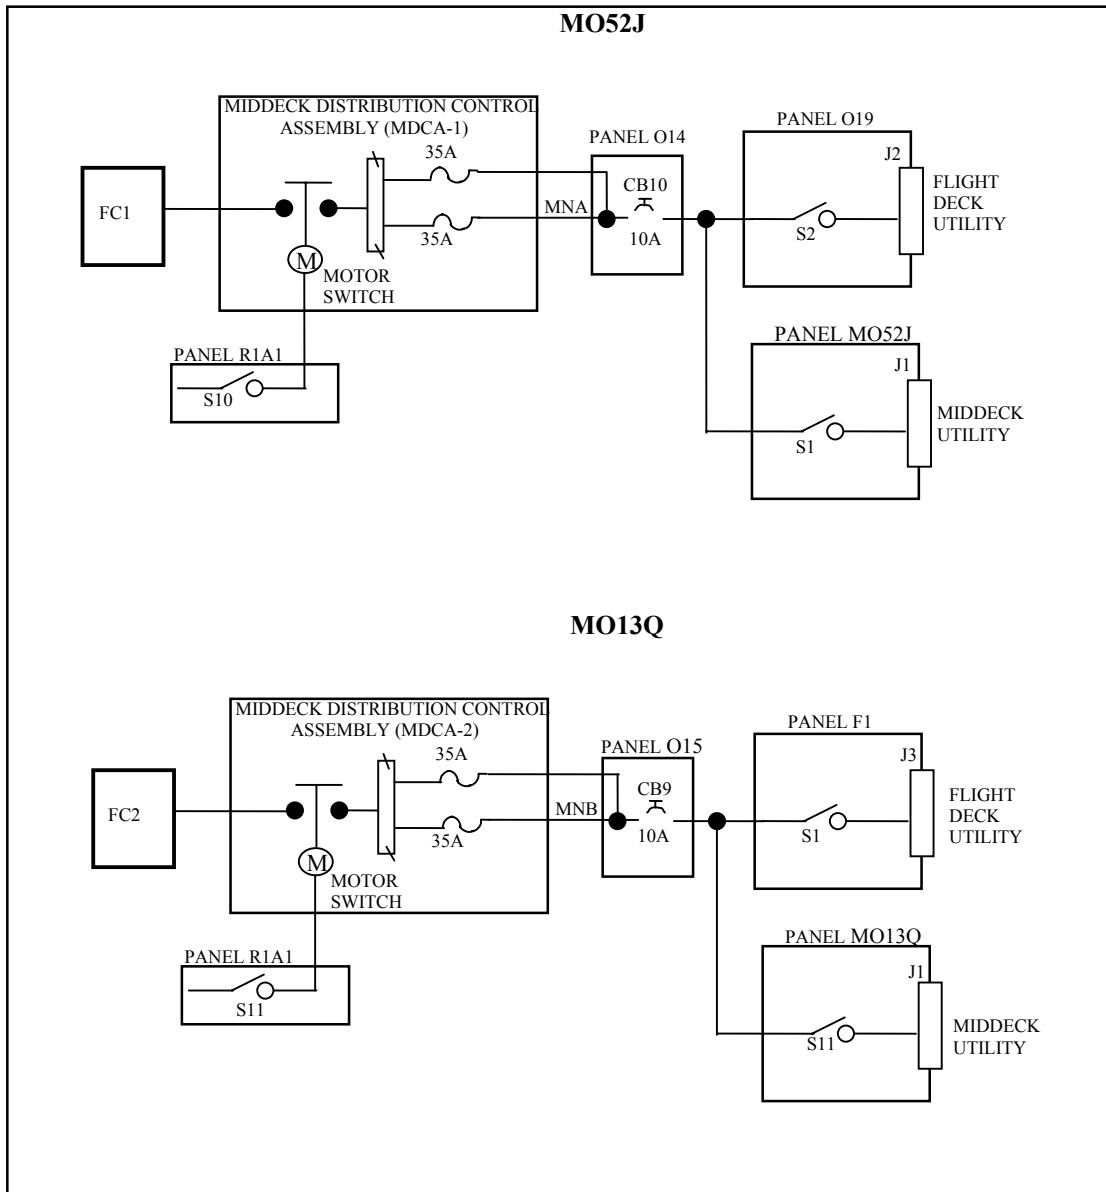 MO52J
MIDDECK DISTRIBUTION CONTROL
ASSEMBLY (MDCA-1)
35A
35A
FC1
M
MOTOR
SWITCH
PANEL R1A1
S10
MNA
PANEL O14
CB10
10A
PANEL O19
J2
S2
FLIGHT
DECK
UTILITY
PANEL MO52J
J1
S1
MIDDECK
UTILITY
MO13Q
MIDDECK DISTRIBUTION CONTROL
ASSEMBLY (MDCA-2)
35A
35A
FC2
M
MOTOR
SWITCH
PANEL R1A1
S11
MNB
PANEL O15
CB9
10A
PANEL F1
J3
S1
FLIGHT
DECK
UTILITY
PANEL MO13Q
J1
S11
MIDDECK
UTILITY